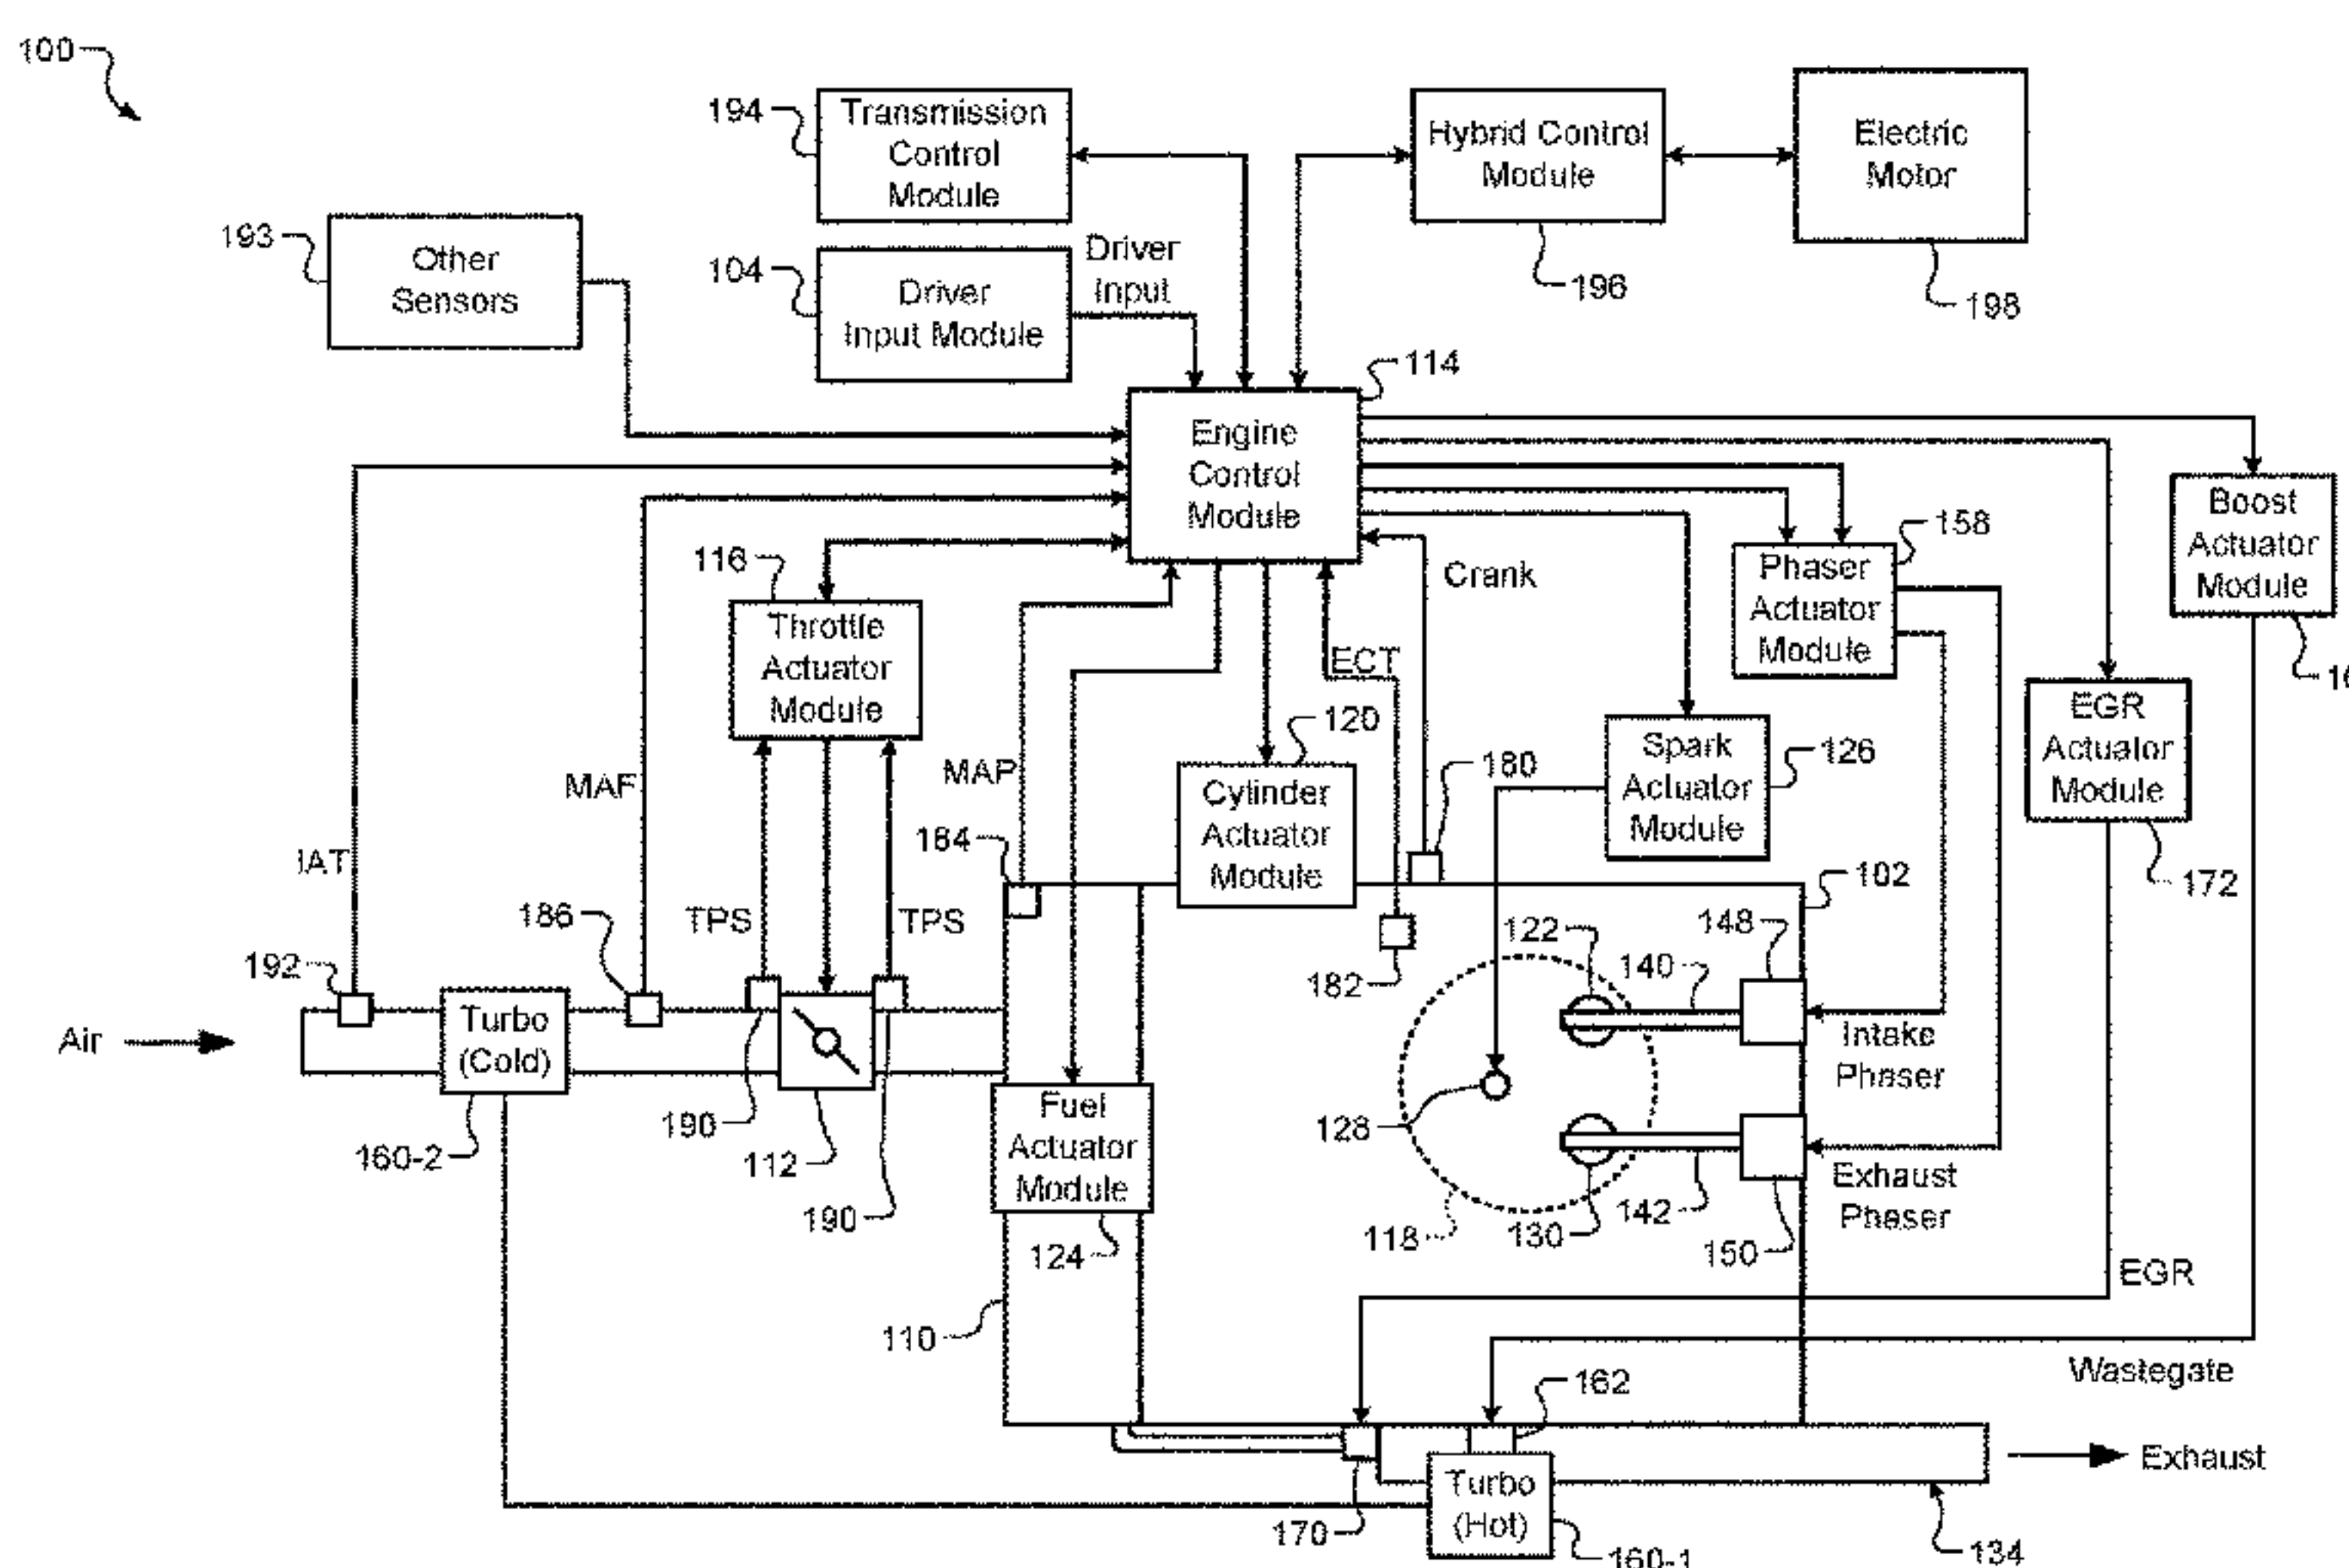 100
194
Transmission
Control
Module
Hybrid Control
Module
196
Electric
Motor
198
193
Other
Sensors
104
Driver
Input Module
Driver
Input
114
Engine
Control
Module
Boost
Actuator
Module
158
Phaser
Actuator
Module
116
Throttle
Actuator
Module
Crank
ECT
EGR
Actuator
Module
172
120
Cylinder
Actuator
Module
180
Spark
Actuator
Module
126
MAF
MAP
IAT
184
102
186
TPS
TPS
192
182
122
140
148
Air
Turbo
(Cold)
160-2
190
112
190
Fuel
Actuator
Module
124
128
118
130
142
150
Intake
Phaser
Exhaust
Phaser
EGR
110
Wastegate
162
170
Turbo
(Hot)
160-1
Exhaust
134